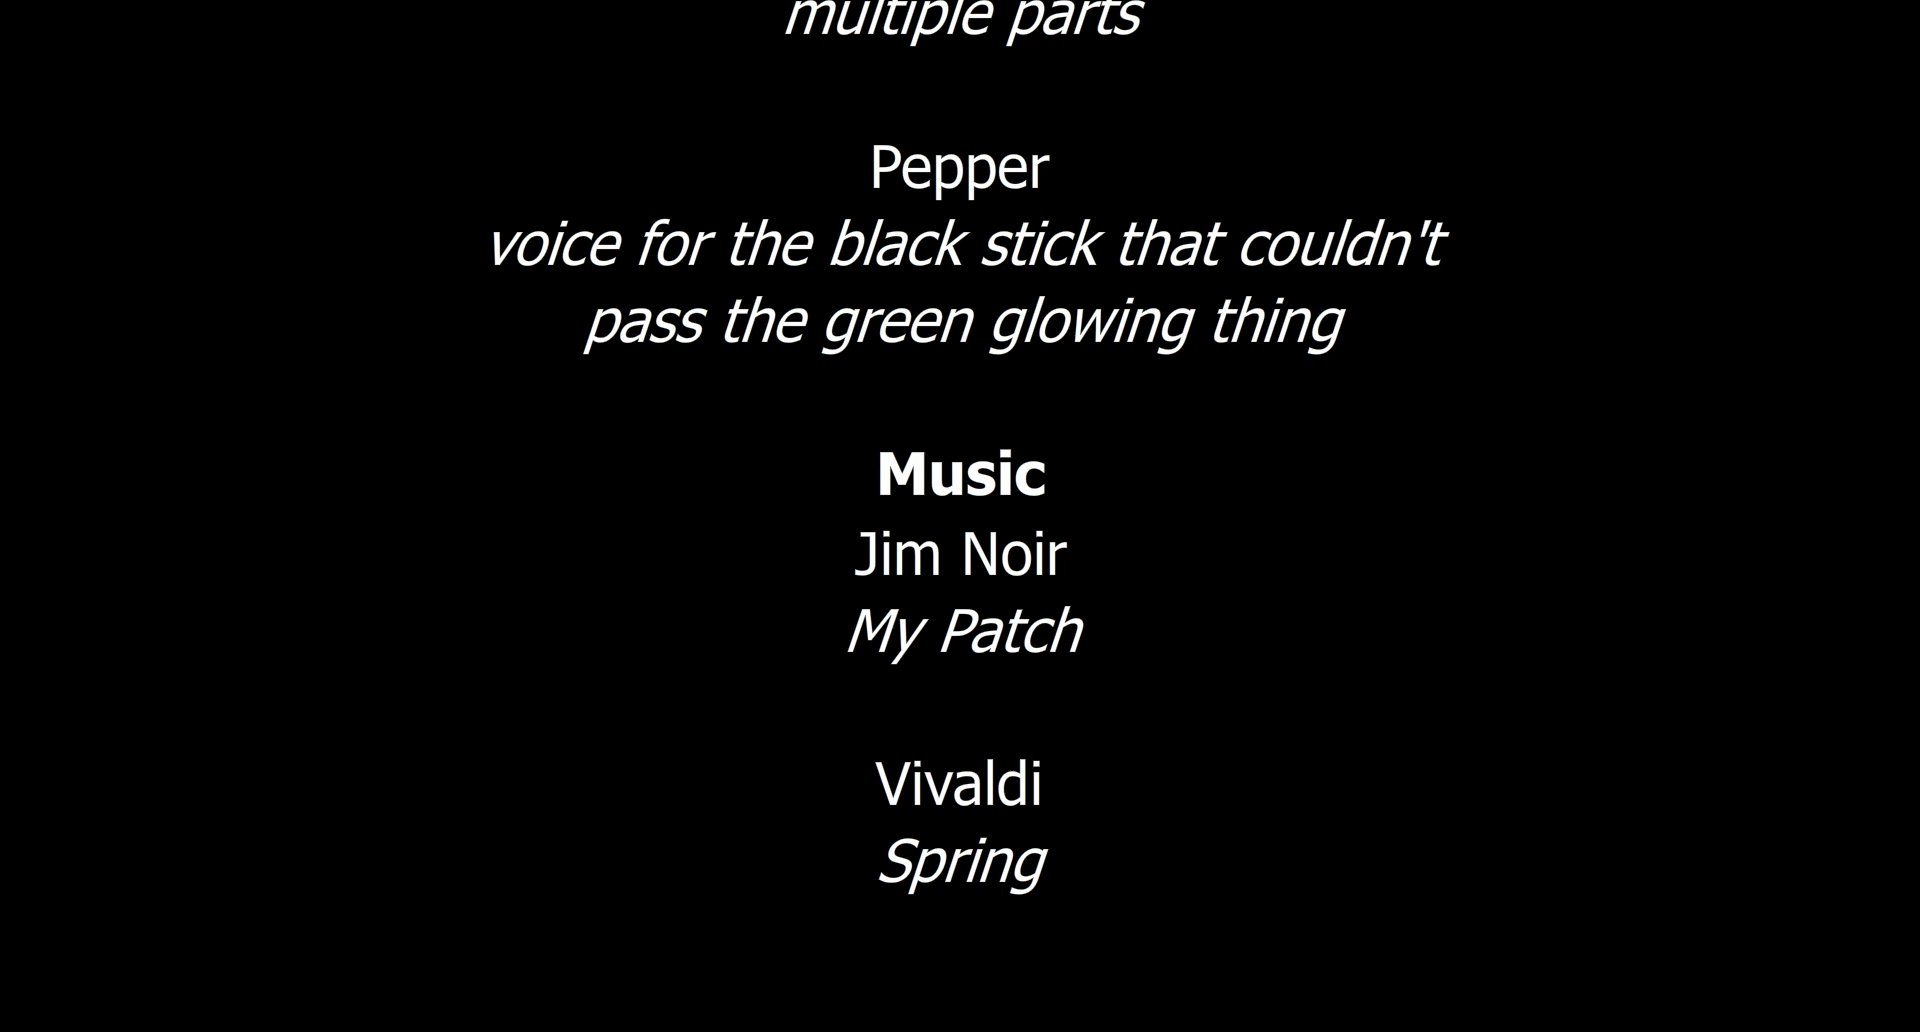 multiple parts
Pepper
voice for the black stick that couldn't
pass the green glowing thing
Music
Jim Noir
My Patch
Vivaldi
Spring